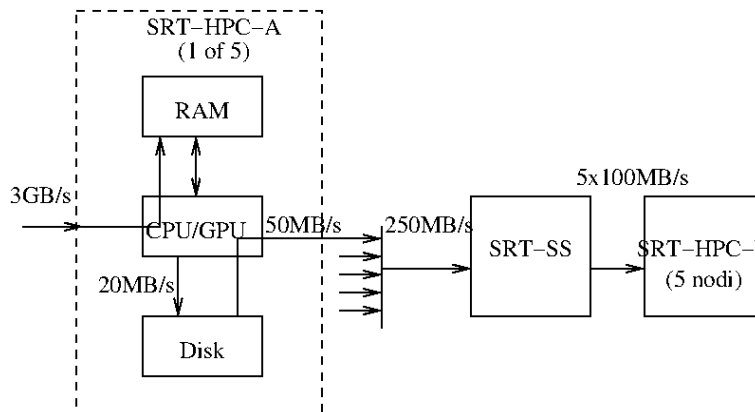 SRT-HPC-A
(1 of 5)
RAM
3GB/s
CPU/GPU
50MB/s
20MB/s
Disk
250MB/s
SRT-SS
5x100MB/s
(5 nodi)